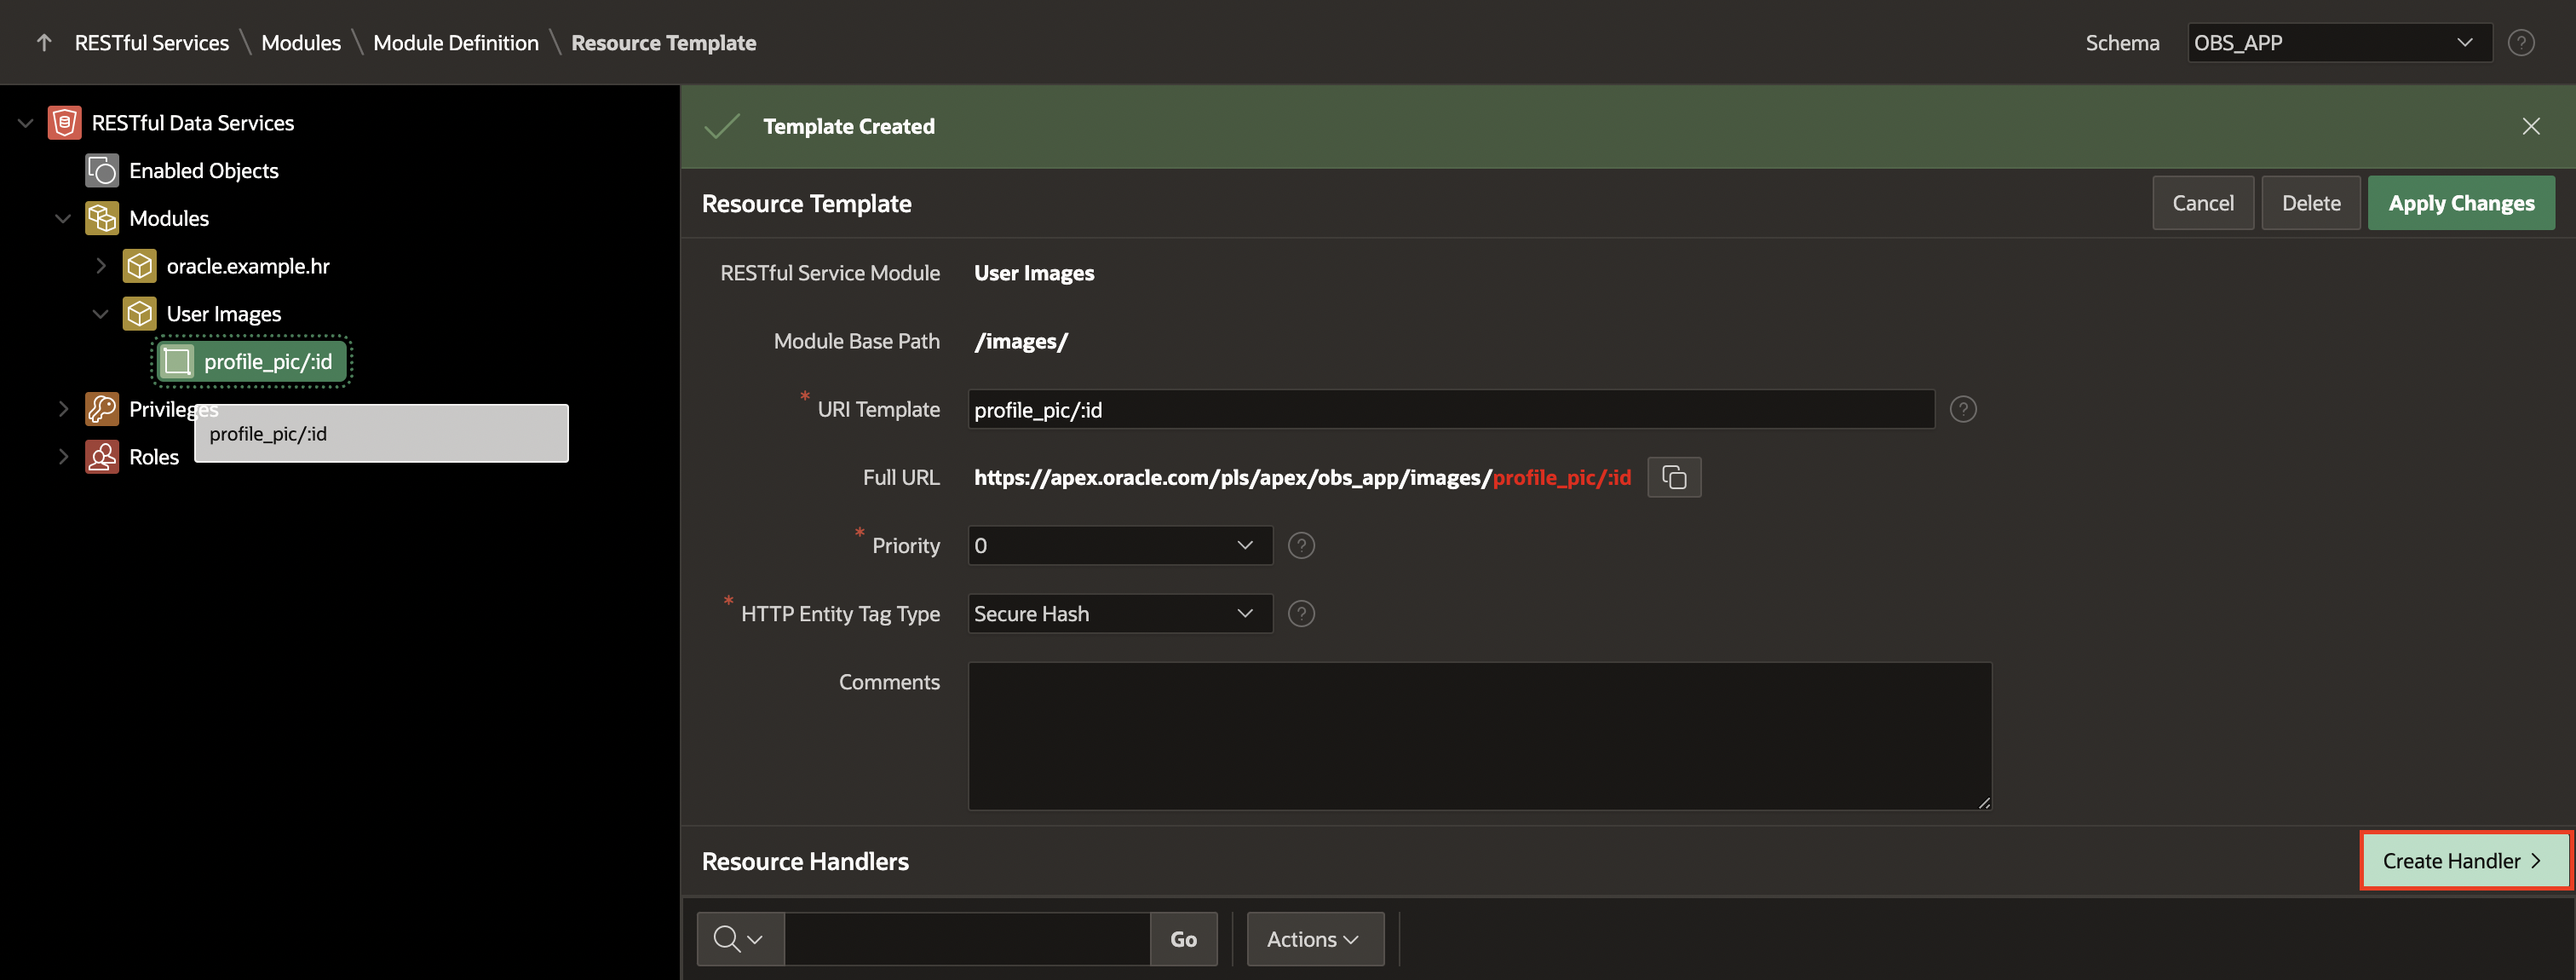 RESTful Services \ Modules \ Module Definition \ Resource Template
Schema OBS_APP
RESTful Data Services
Enabled Objects
Modules
oracle.example.hr
User Images
profile_pic/:id
Privileges
profile_pic/:id
Roles
Template Created
Resource Template
Cancel
Delete
Apply Changes
RESTful Service Module User Images
Module Base Path /images/
* URI Template profile_pic/:id
Full URL https://apex.oracle.com/pls/apex/obs_app/images/profile_pic/:id
* Priority 0
* HTTP Entity Tag Type Secure Hash
Comments
Resource Handlers
Create Handler >
Go
Actions